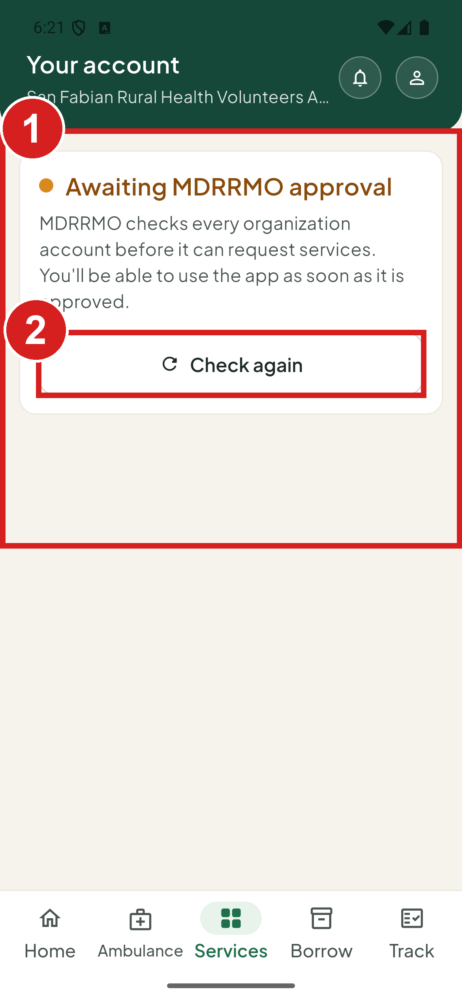 6:21
Your account
San Fabian Rural Health Volunteers A...
1
Awaiting MDRRMO approval
MDRRMO checks every organization
account before it can request services.
You'll be able to use the app as soon as it is
approved.
2
Check again
Home Ambulance Services Borrow Track